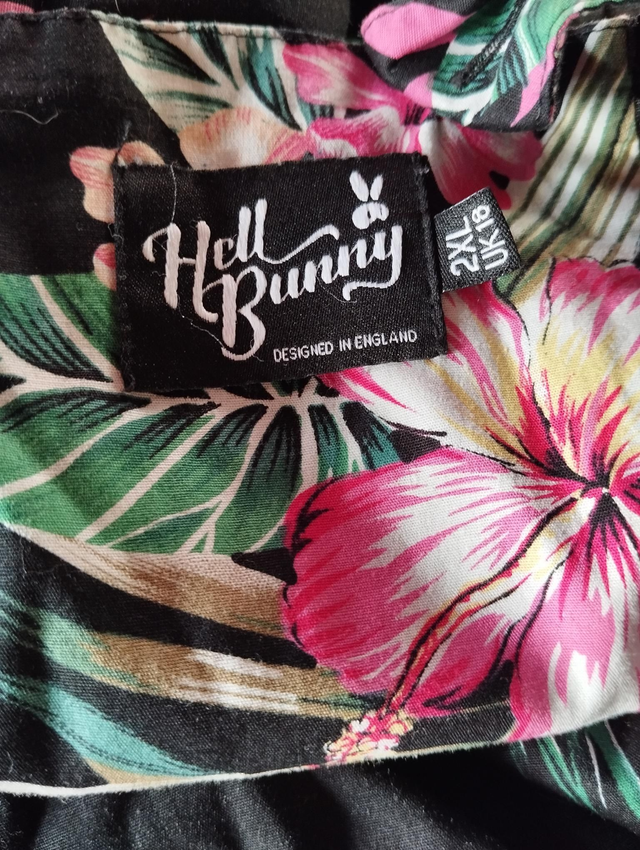 Hell
Bunny
DESIGNED IN ENGLAND
2XL
UK18